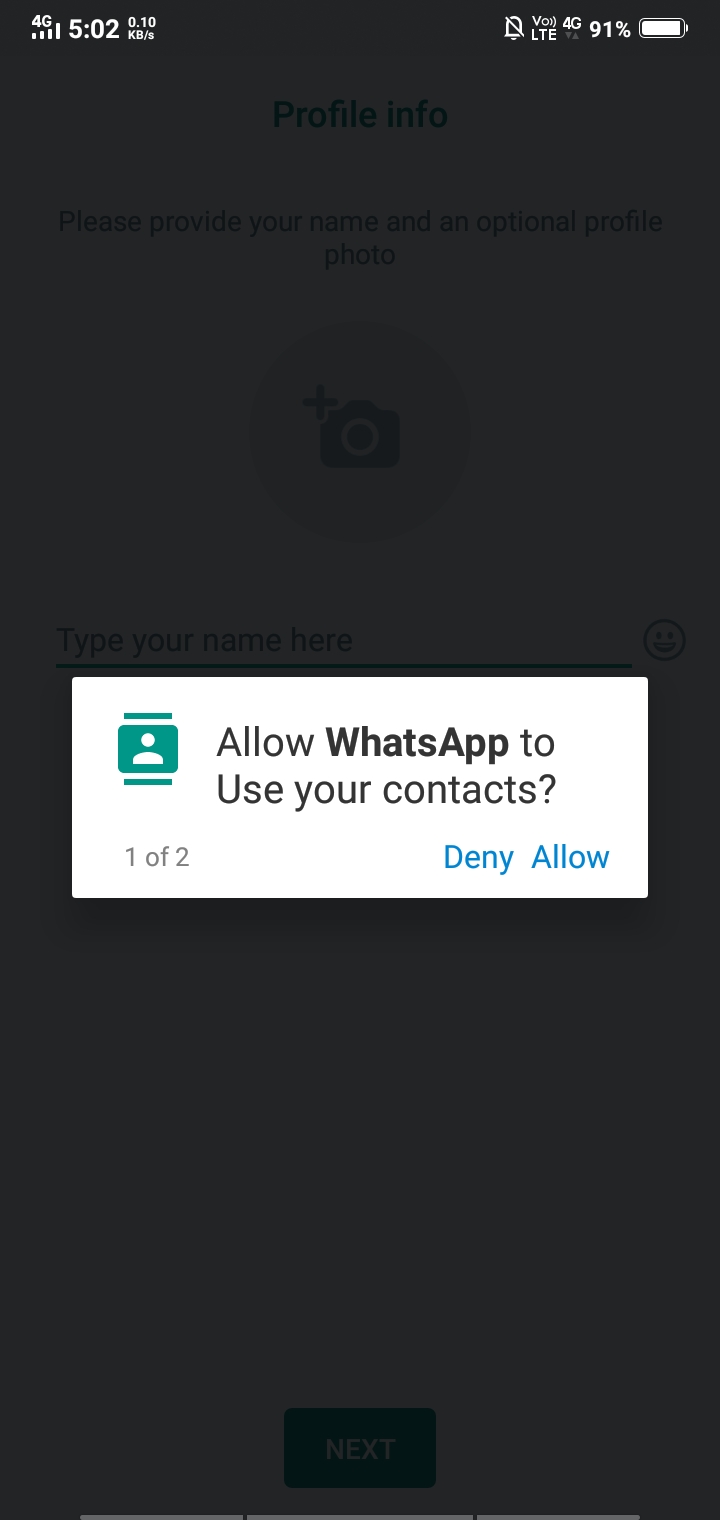 4G 5:02 0.10 KB/s Vo)) LTE 4G 91%
Profile info
Please provide your name and an optional profile
photo
Type your name here
Allow WhatsApp to
Use your contacts?
1 of 2 Deny Allow
NEXT